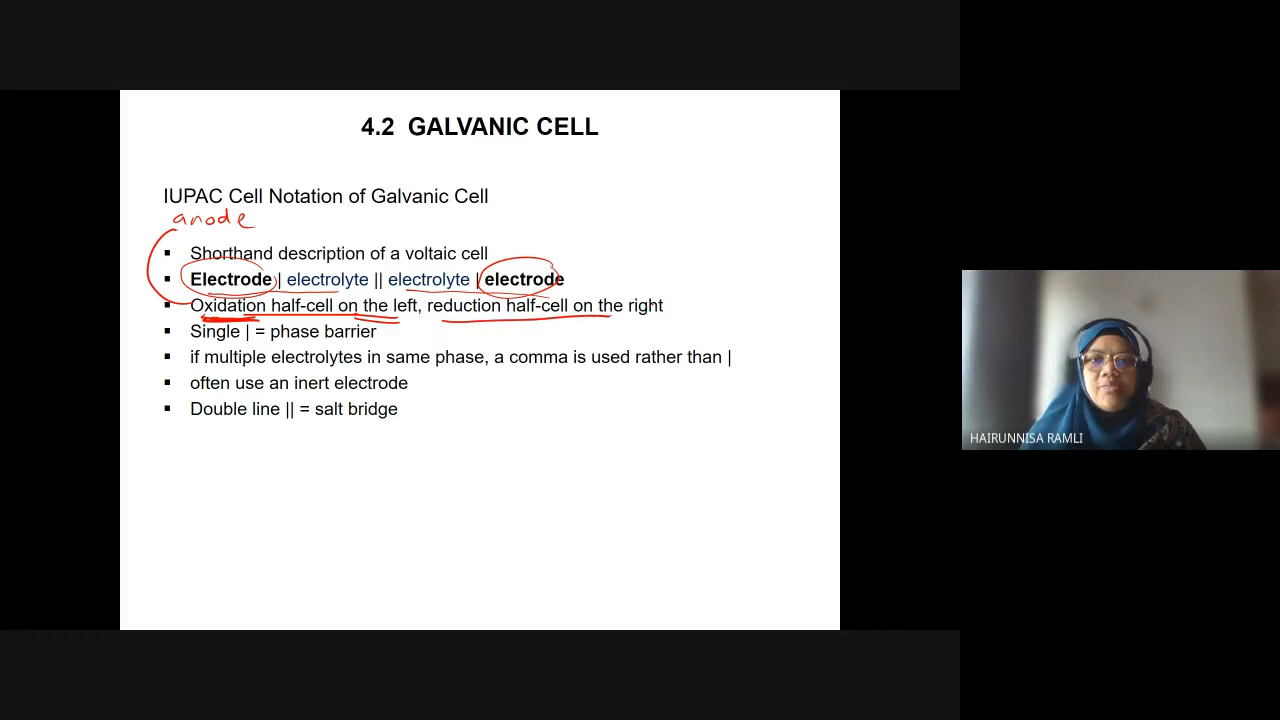 4.2 GALVANIC CELL
IUPAC Cell Notation of Galvanic Cell
anode
▪ Shorthand description of a voltaic cell
▪ Electrode | electrolyte || electrolyte | electrode
▪ Oxidation half-cell on the left, reduction half-cell on the right
▪ Single | = phase barrier
▪ if multiple electrolytes in same phase, a comma is used rather than |
▪ often use an inert electrode
▪ Double line || = salt bridge
HAIRUNNISA RAMLI